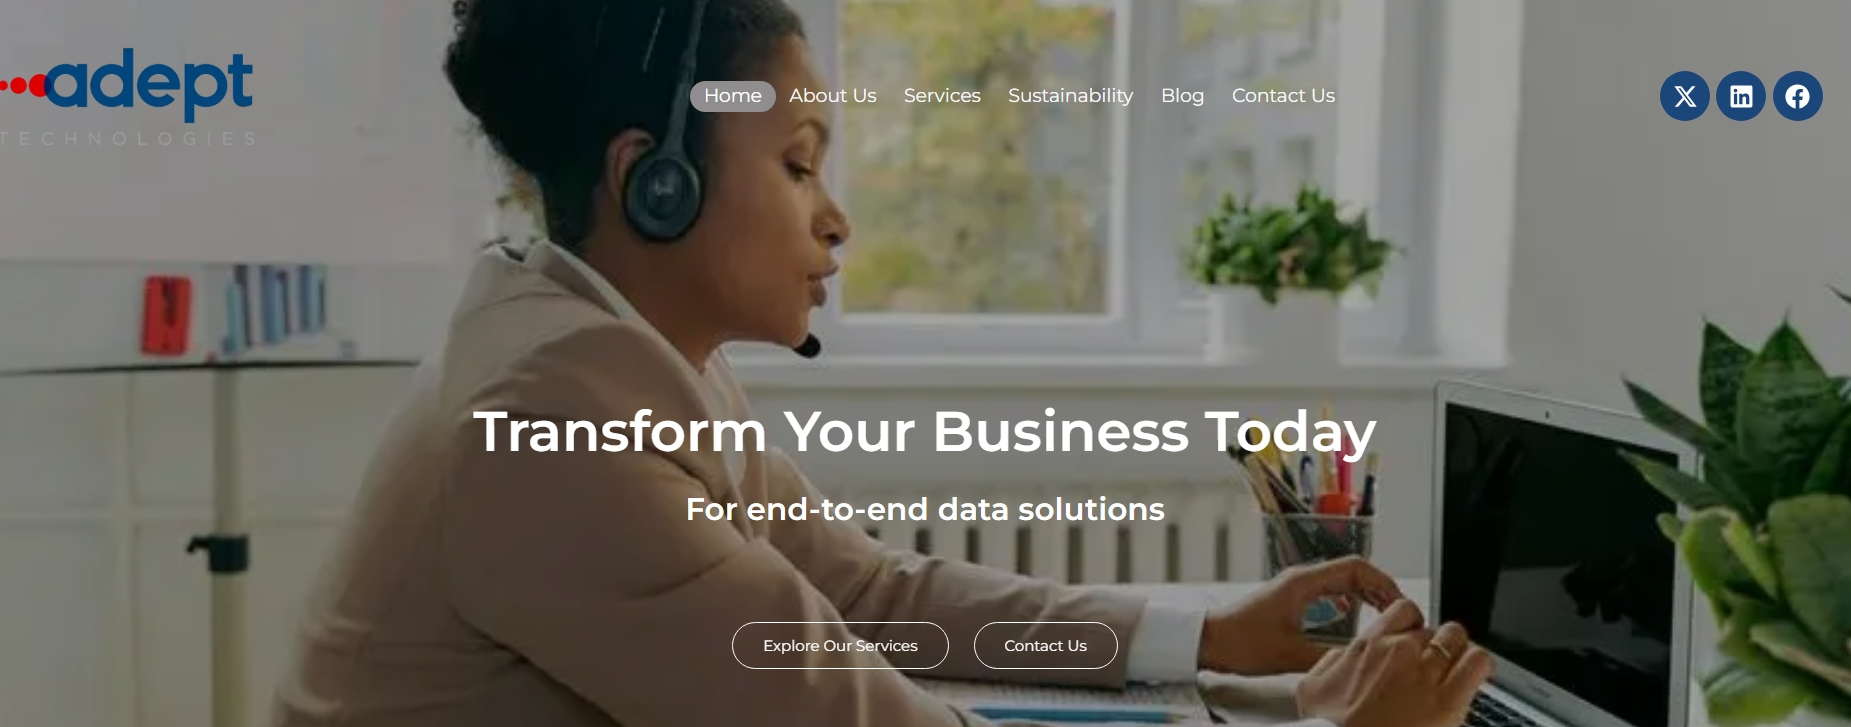 adept
TECHNOLOGIES
Home About Us Services Sustainability Blog Contact Us
Transform Your Business Today
For end-to-end data solutions
Explore Our Services Contact Us